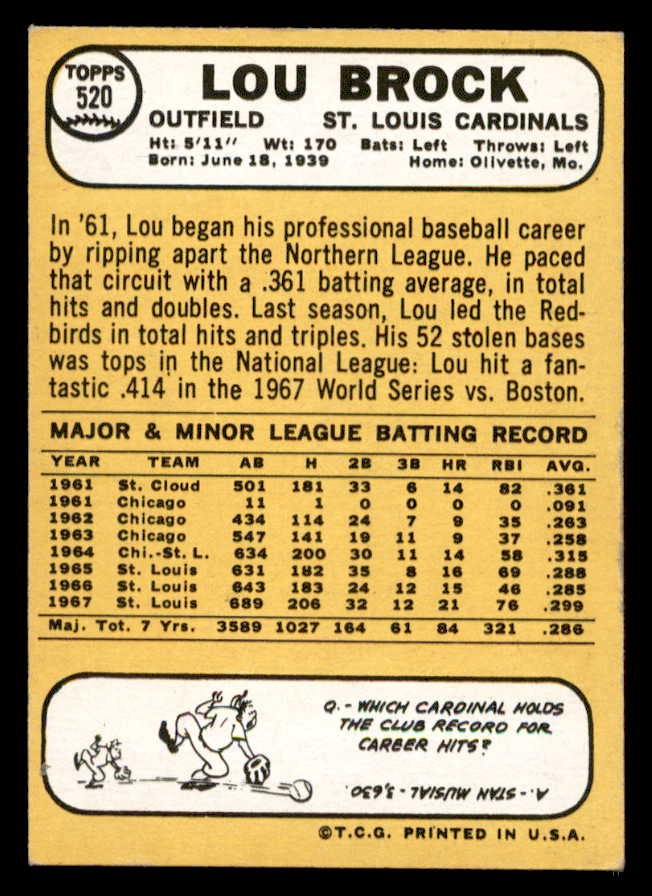 TOPPS
520
LOU BROCK
OUTFIELD ST. LOUIS CARDINALS
Ht: 5'11" Wt: 170 Bats: Left Throws: Left
Born: June 18, 1939 Home: Olivette, Mo.
In '61, Lou began his professional baseball career
by ripping apart the Northern League. He paced
that circuit with a .361 batting average, in total
hits and doubles. Last season, Lou led the Red-
birds in total hits and triples. His 52 stolen bases
was tops in the National League: Lou hit a fan-
tastic .414 in the 1967 World Series vs. Boston.
MAJOR & MINOR LEAGUE BATTING RECORD
YEAR TEAM AB H 2B 3B HR RBI AVG.
1961 St. Cloud 501 181 33 6 14 82 .361
1961 Chicago 11 1 0 0 0 0 .091
1962 Chicago 434 114 24 7 9 35 .263
1963 Chicago 547 141 19 11 9 37 .258
1964 Chi.-St. L. 634 200 30 11 14 58 .315
1965 St. Louis 631 182 35 8 16 69 .288
1966 St. Louis 643 183 24 12 15 46 .285
1967 St. Louis 689 206 32 12 21 76 .299
Maj. Tot. 7 Yrs. 3589 1027 164 61 84 321 .286
Q.- WHICH CARDINAL HOLDS
THE CLUB RECORD FOR
CAREER HITS?
A.- STAN MUSIAL - 3,630.
©T.C.G. PRINTED IN U.S.A.